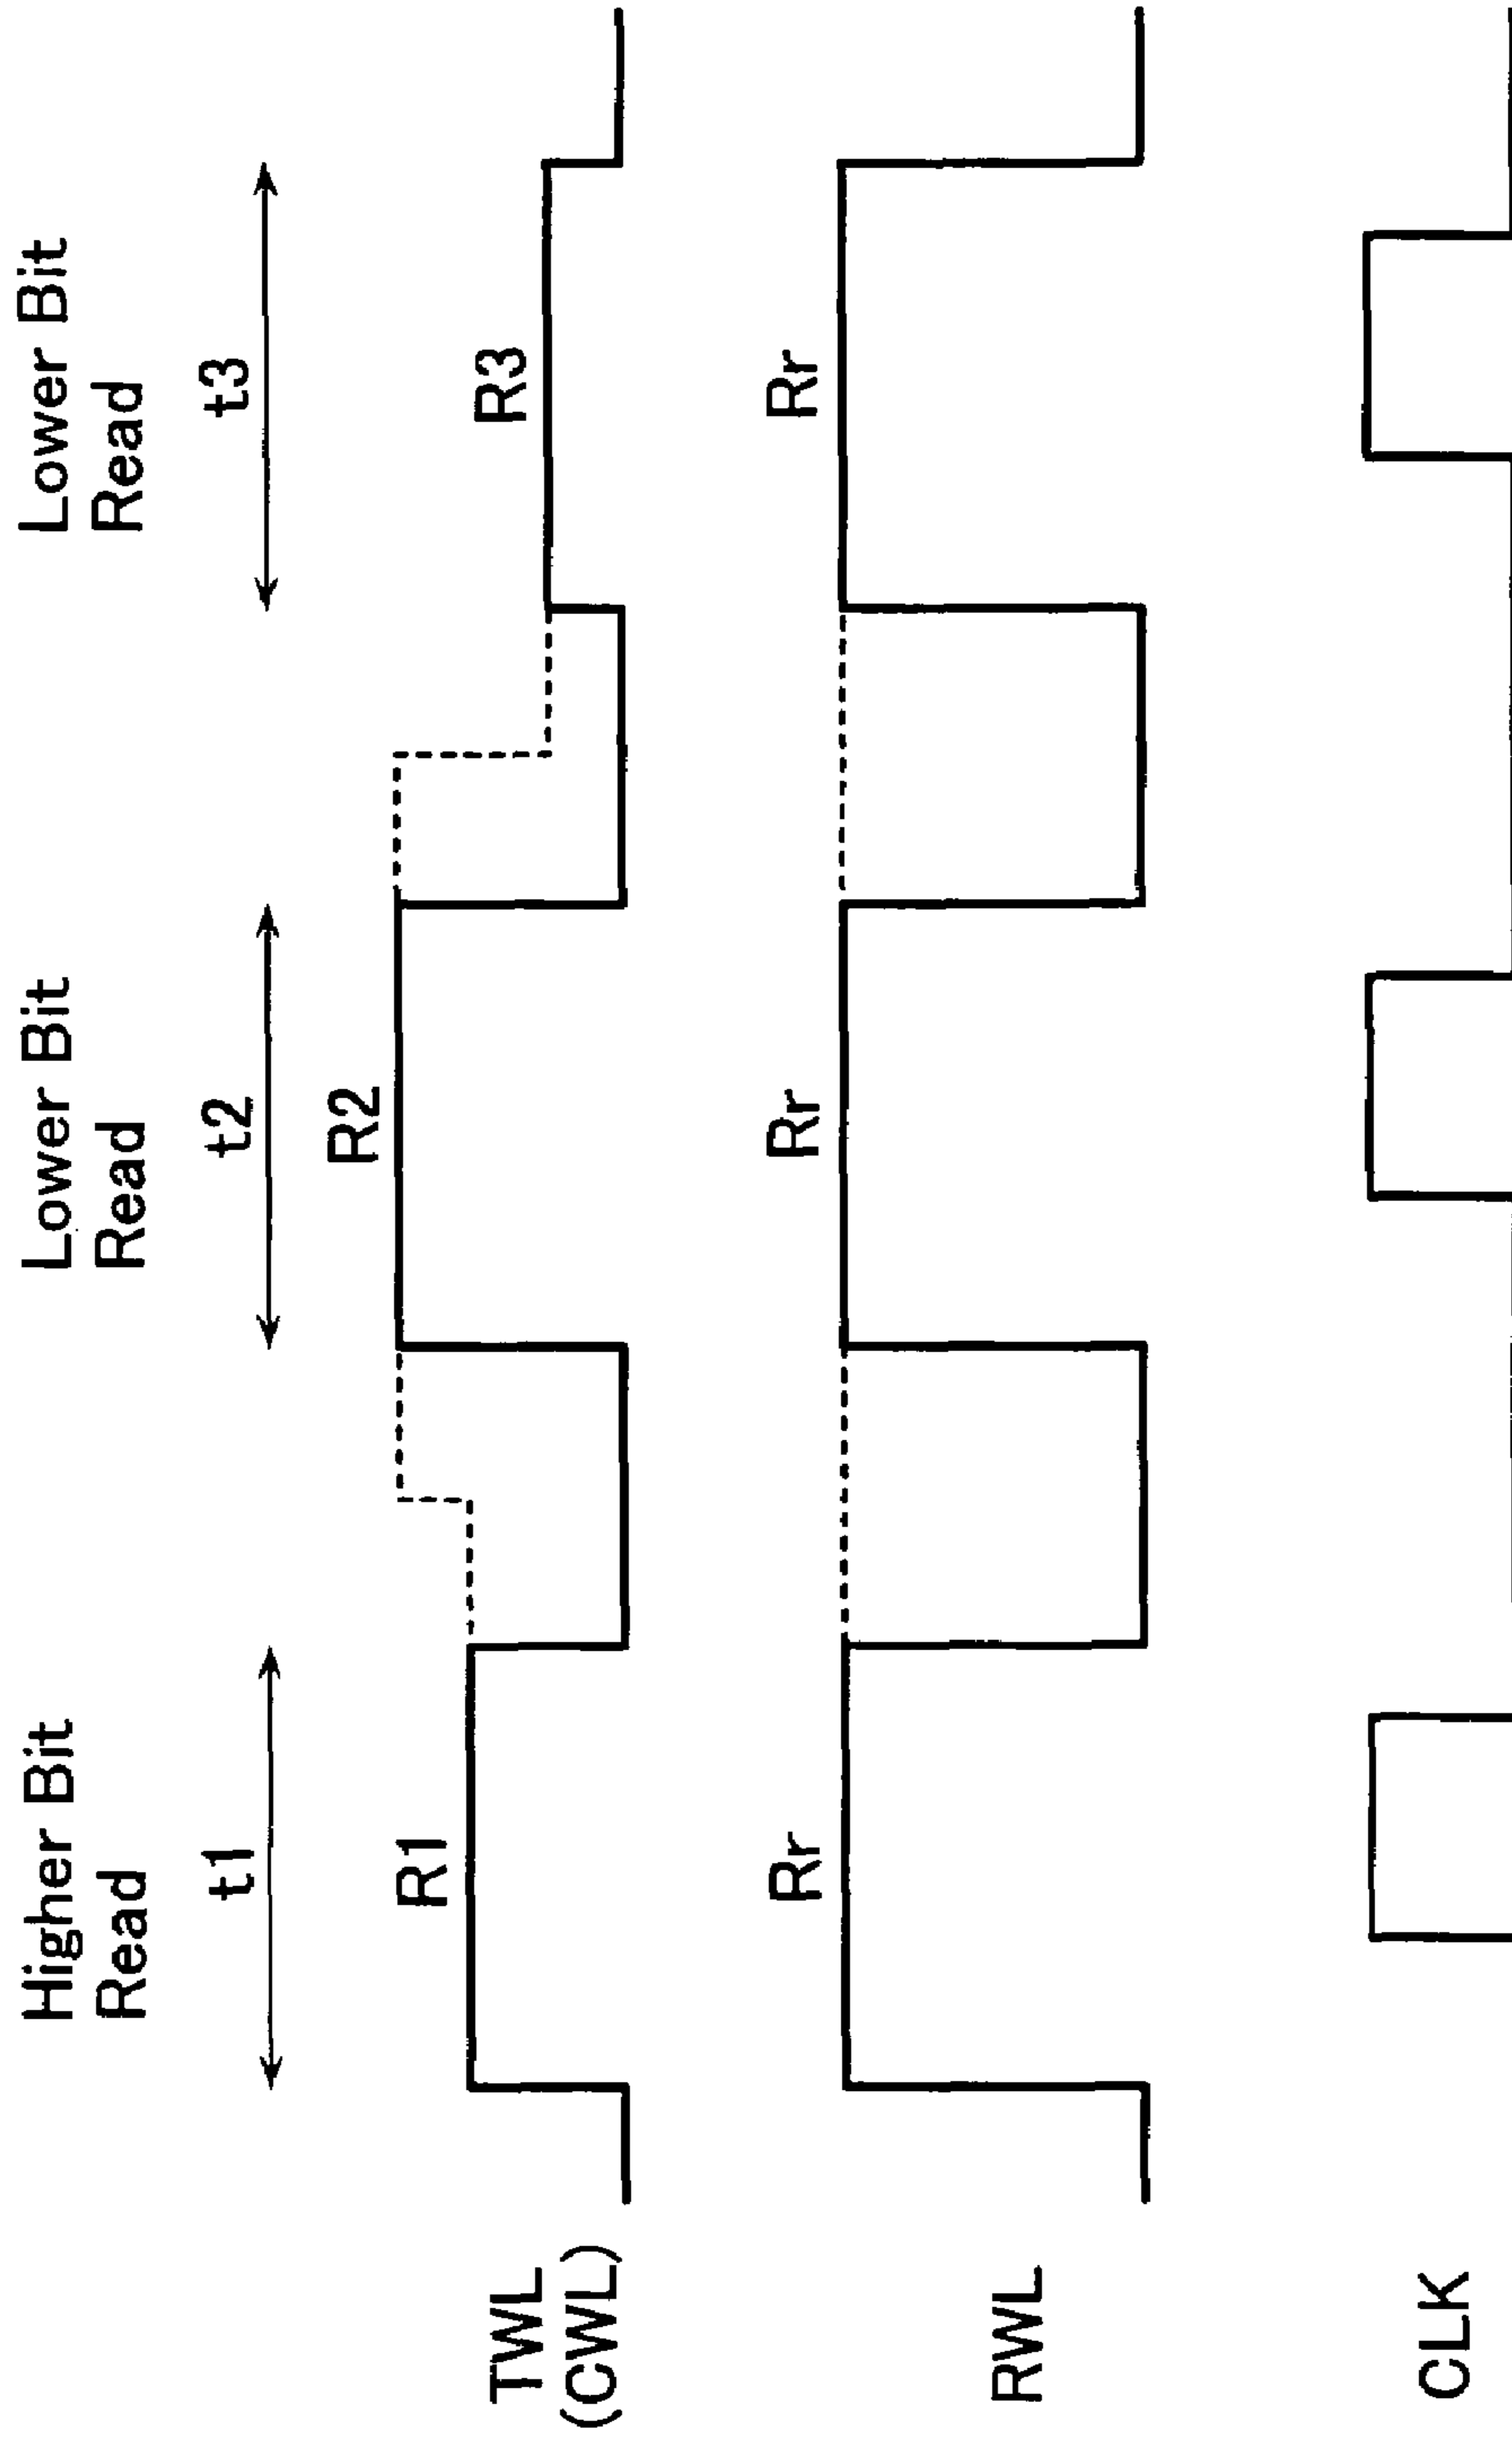 Higher Bit
Read
Lower Bit
Read
Lower Bit
Read
t1
t2
t3
TWL
(CWL)
R1
R2
R3
RWL
Rr
Rr
Rr
CLK